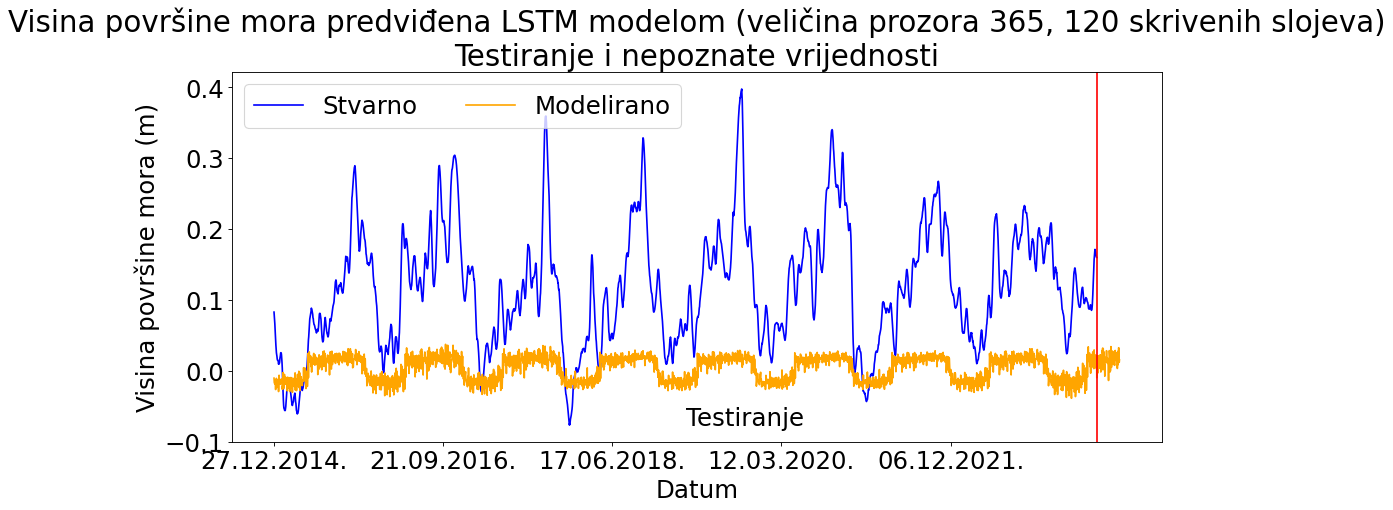 Visina površine mora predviđena LSTM modelom (veličina prozora 365, 120 skrivenih slojeva)
Testiranje i nepoznate vrijednosti
Stvarno Modelirano
Visina površine mora (m)
0.4
0.3
0.2
0.1
0.0
−0.1
Testiranje
27.12.2014. 21.09.2016. 17.06.2018. 12.03.2020. 06.12.2021.
Datum